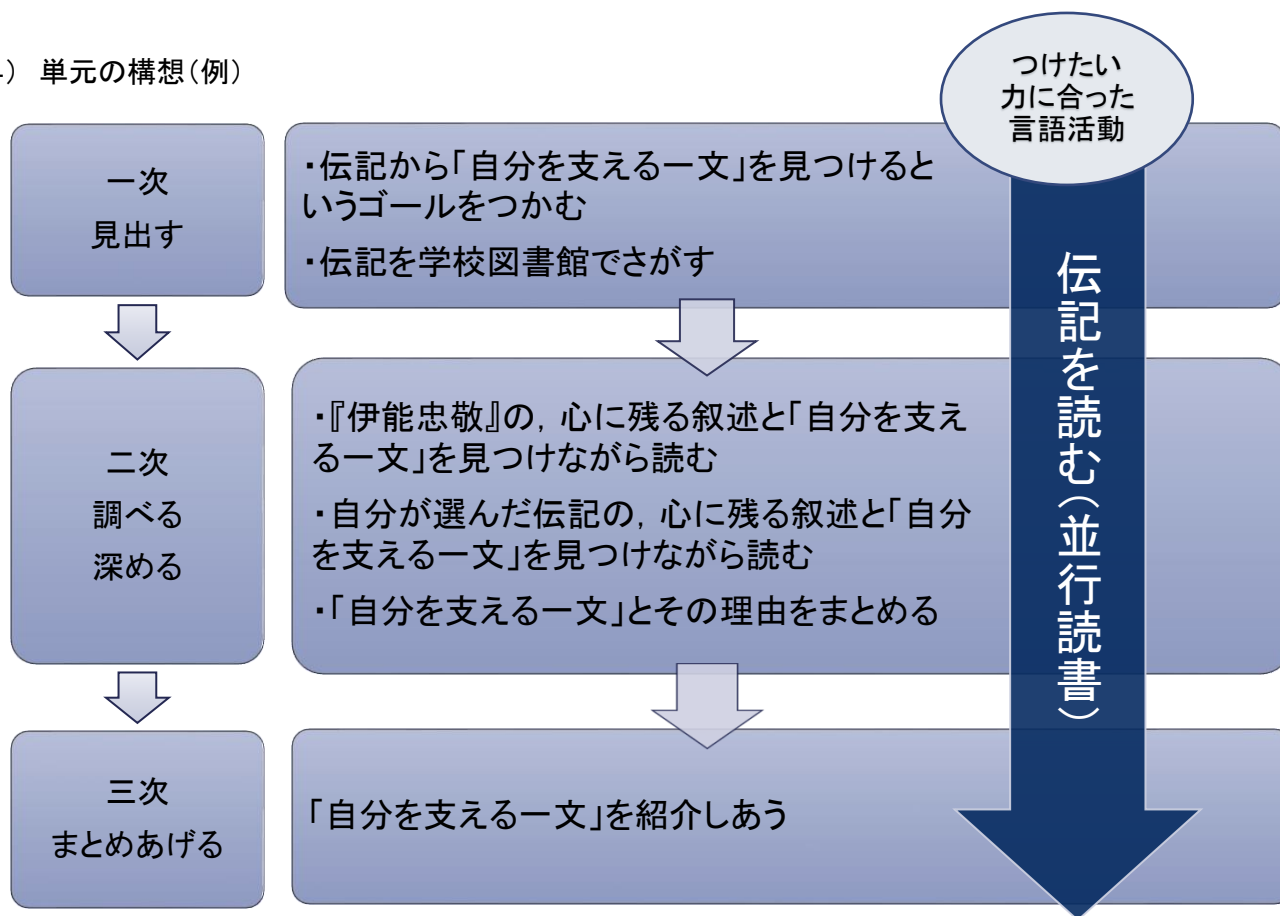 ) 単元の構想(例)
つけたい
力に合った
言語活動
一次
見出す
・伝記から「自分を支える一文」を見つけると
いうゴールをつかむ
・伝記を学校図書館でさがす
二次
調べる
深める
・『伊能忠敬』の,心に残る叙述と「自分を支え
る一文」を見つけながら読む
・自分が選んだ伝記の,心に残る叙述と「自分
を支える一文」を見つけながら読む
・「自分を支える一文」とその理由をまとめる
三次
まとめあげる
「自分を支える一文」を紹介しあう
伝記を読む(並行読書)